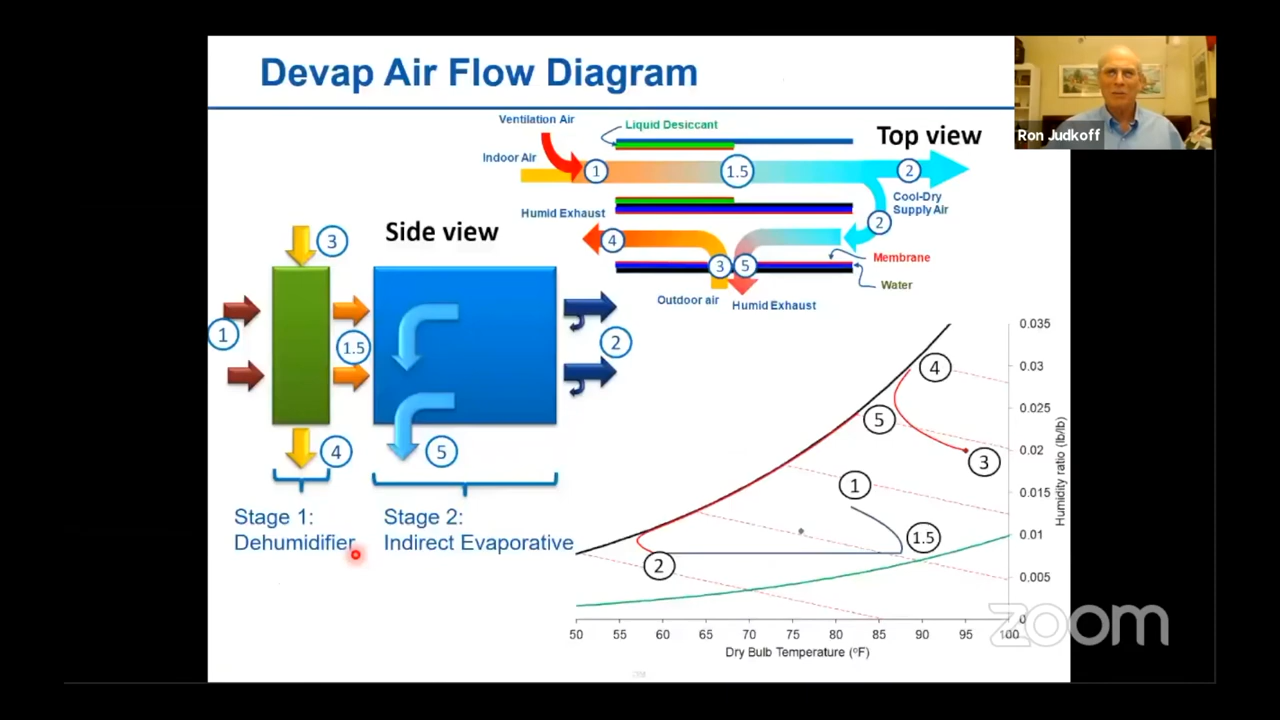 Devap Air Flow Diagram
Ron Judkoff
Ventilation Air
Liquid Desiccant
Top view
Indoor Air
1
1.5
2
Cool-Dry
Supply Air
Humid Exhaust
2
4
3
5
Membrane
Water
Outdoor air
Humid Exhaust
Side view
3
1
1.5
2
4
5
Stage 1:
Dehumidifier
Stage 2:
Indirect Evaporative
4
5
3
1
1.5
2
0.035
0.03
0.025
0.02
0.015
0.01
0.005
0
Humidity ratio (lb/lb)
50 55 60 65 70 75 80 85 90 95 100
Dry Bulb Temperature (ºF)
zoom